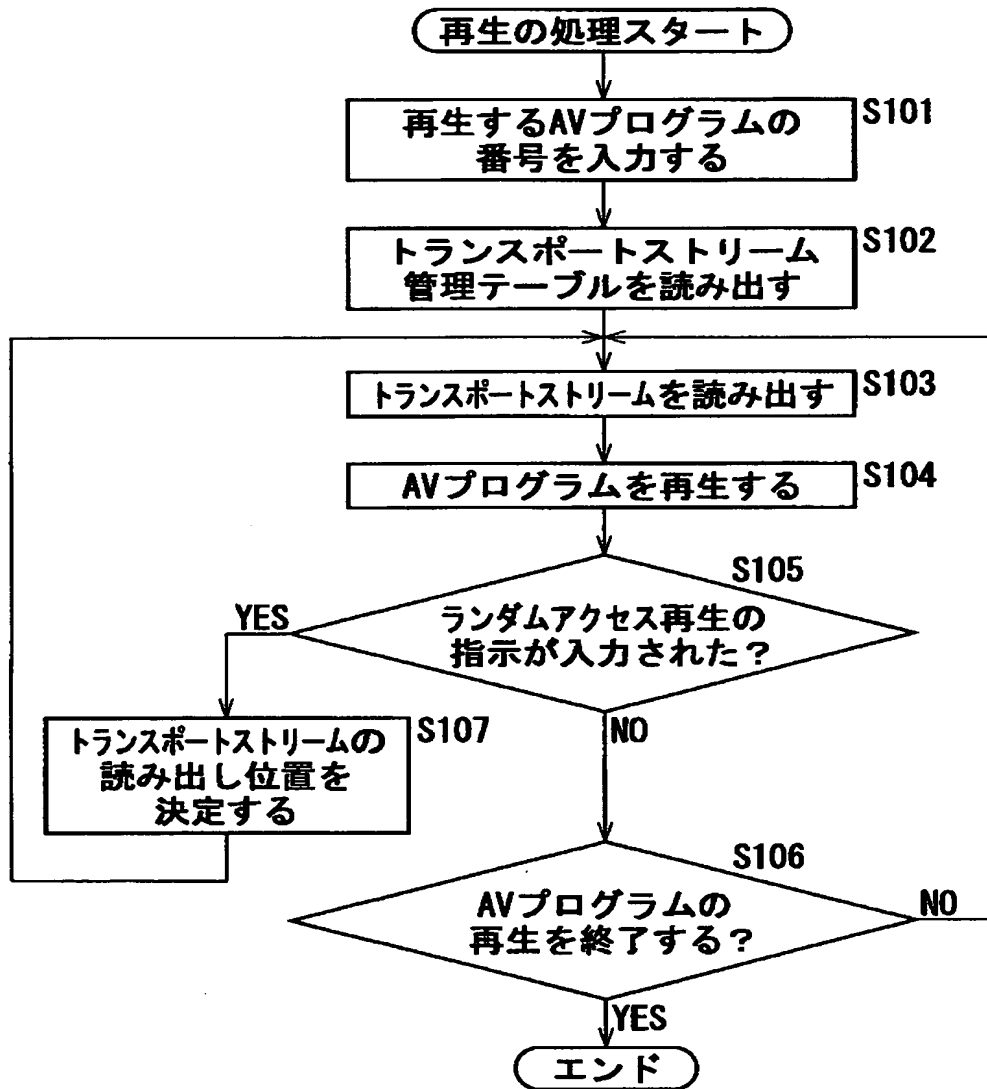 再生の処理スタート
S101
再生するAVプログラムの
番号を入力する
S102
トランスポートストリーム
管理テーブルを読み出す
トランスポートストリームを読み出す
S103
AVプログラムを再生する
S104
S105
YES
ランダムアクセス再生の
指示が入力された?
S107
NO
トランスポートストリームの
読み出し位置を
決定する
S106
AVプログラムの
再生を終了する?
NO
YES
エンド